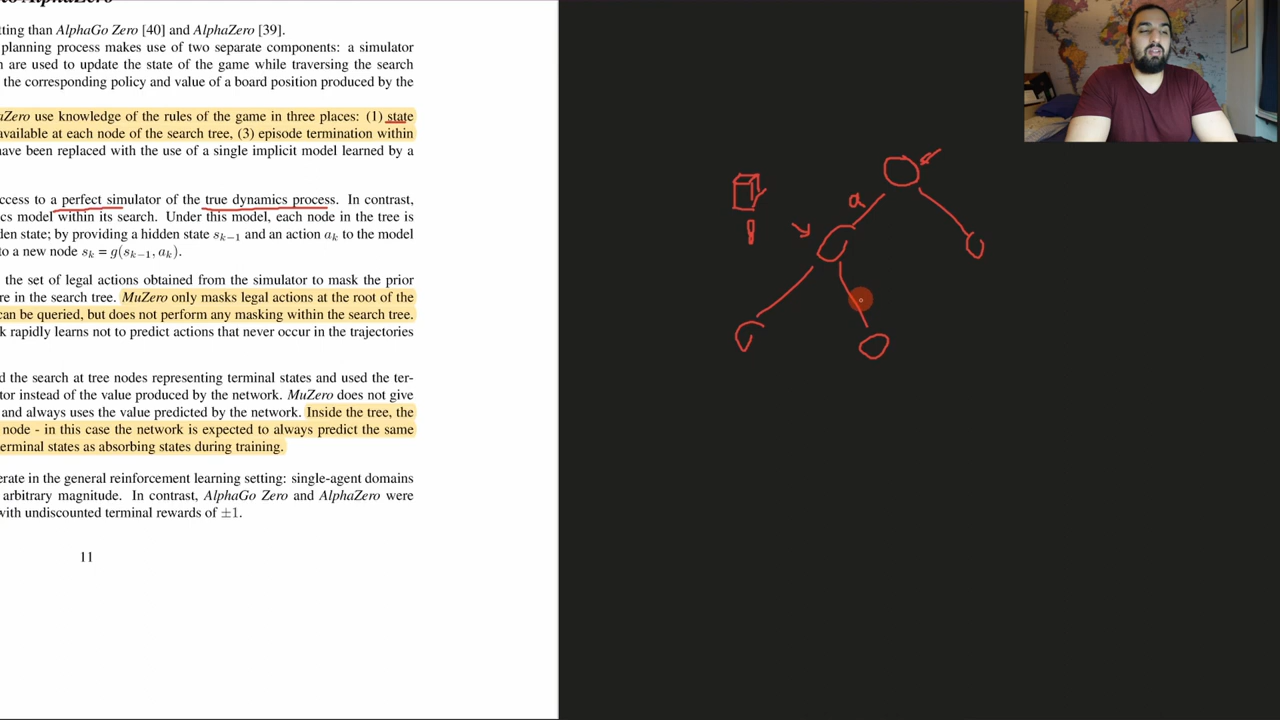 to AlphaZero
tting than AlphaGo Zero [40] and AlphaZero [39].
planning process makes use of two separate components: a simulator
n are used to update the state of the game while traversing the search
the corresponding policy and value of a board position produced by the
aZero use knowledge of the rules of the game in three places: (1) state
available at each node of the search tree, (3) episode termination within
have been replaced with the use of a single implicit model learned by a
ccess to a perfect simulator of the true dynamics process. In contrast,
cs model within its search. Under this model, each node in the tree is
den state; by providing a hidden state s_{k−1} and an action a_k to the model
to a new node s_k = g(s_{k−1}, a_k).
the set of legal actions obtained from the simulator to mask the prior
re in the search tree. MuZero only masks legal actions at the root of the
can be queried, but does not perform any masking within the search tree.
k rapidly learns not to predict actions that never occur in the trajectories
d the search at tree nodes representing terminal states and used the ter-
tor instead of the value produced by the network. MuZero does not give
and always uses the value predicted by the network. Inside the tree, the
node - in this case the network is expected to always predict the same
erminal states as absorbing states during training.
erate in the general reinforcement learning setting: single-agent domains
arbitrary magnitude. In contrast, AlphaGo Zero and AlphaZero were
with undiscounted terminal rewards of ±1.
11
a